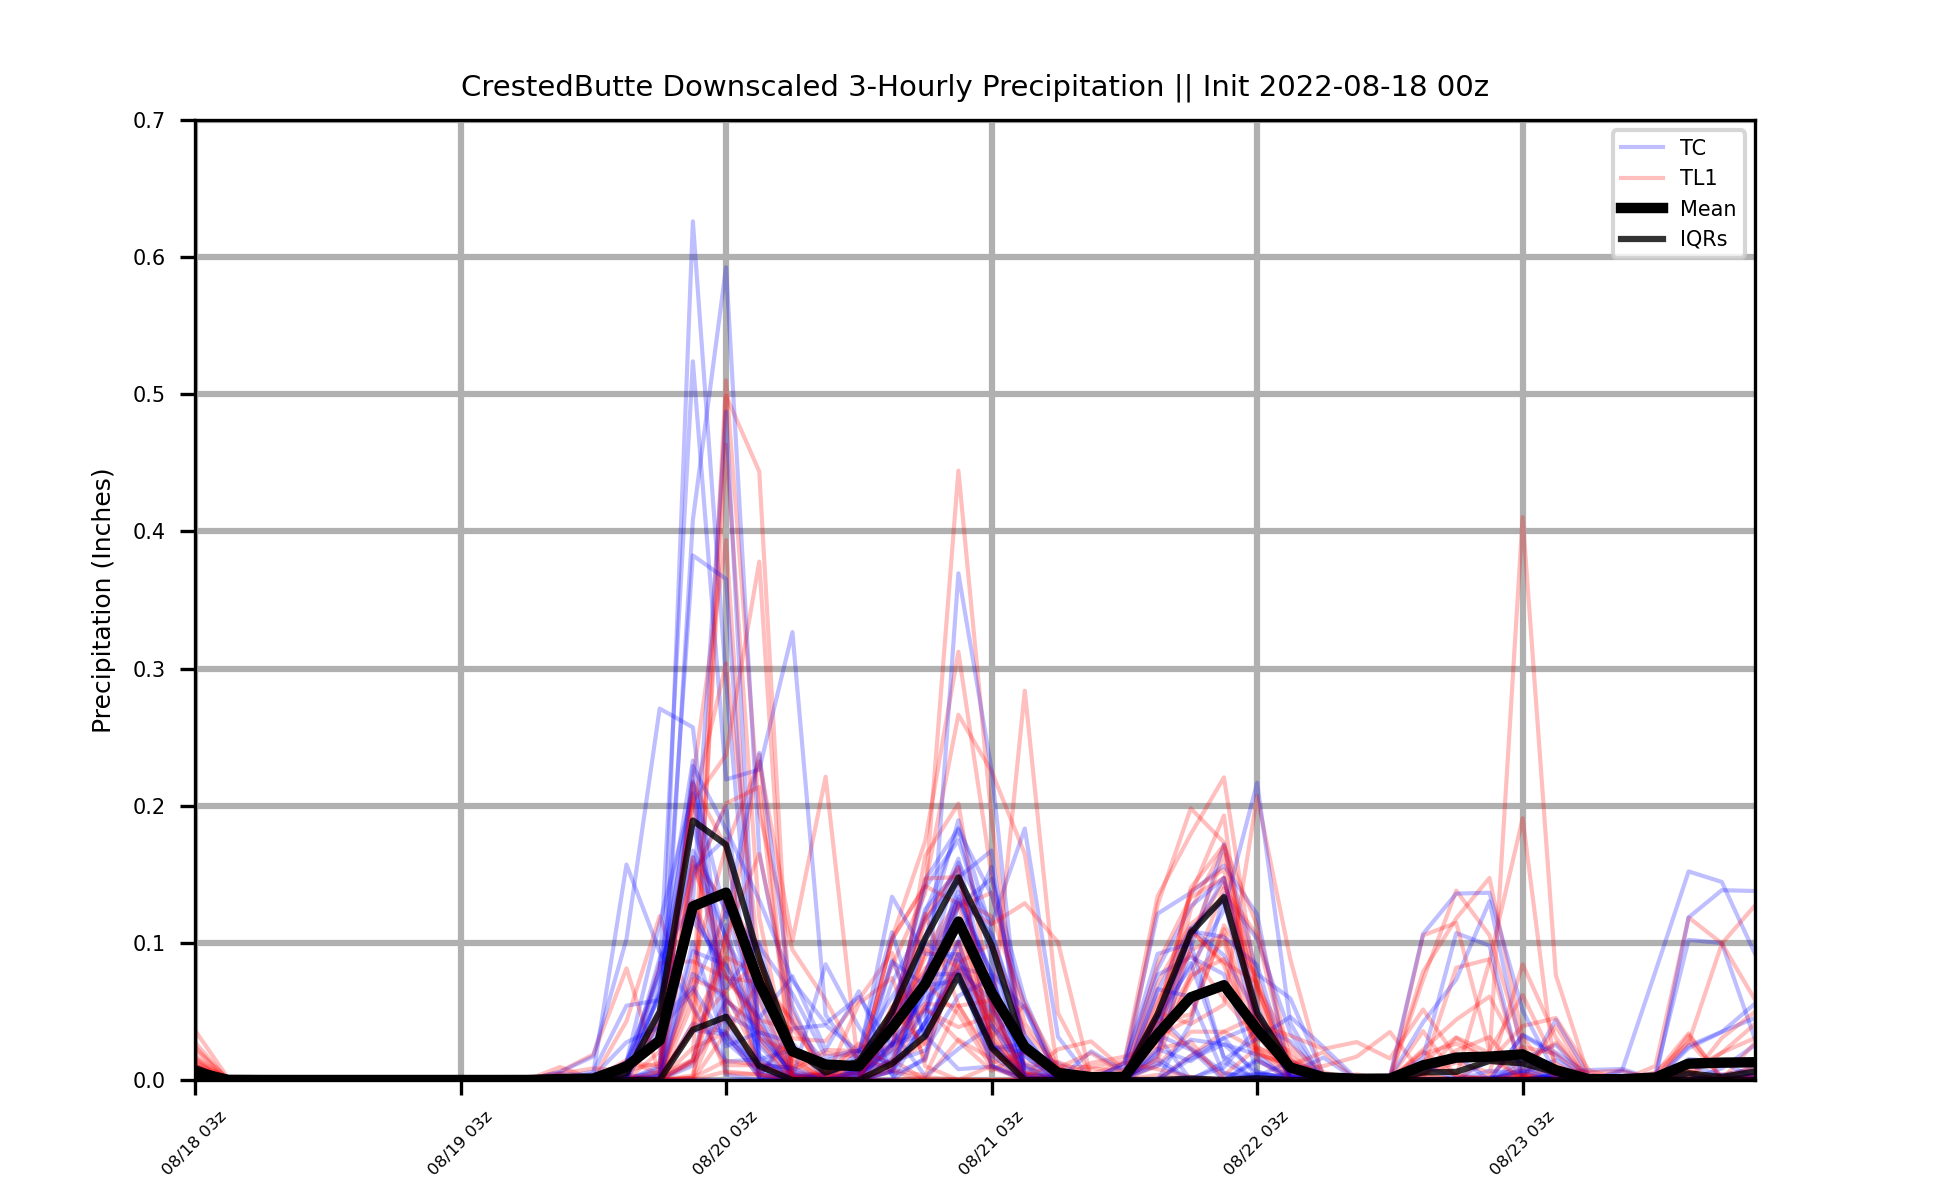 CrestedButte Downscaled 3-Hourly Precipitation || Init 2022-08-18 00z
0.7
0.6
0.5
0.4
0.3
0.2
0.1
0.0
Precipitation (Inches)
TC
TL1
Mean
IQRs
08/18 03z
08/19 03z
08/20 03z
08/21 03z
08/22 03z
08/23 03z